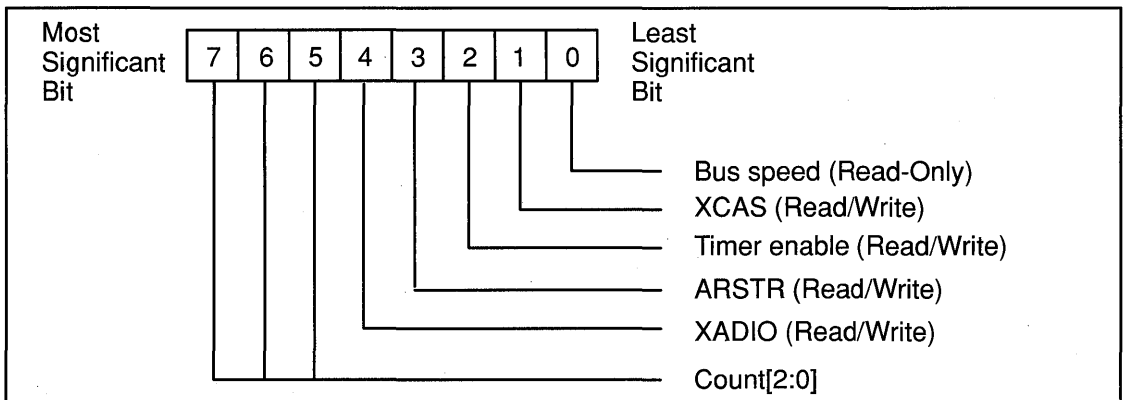 Most
Significant
Bit
7 6 5 4 3 2 1 0
Least
Significant
Bit
Bus speed (Read-Only)
XCAS (Read/Write)
Timer enable (Read/Write)
ARSTR (Read/Write)
XADIO (Read/Write)
Count[2:0]